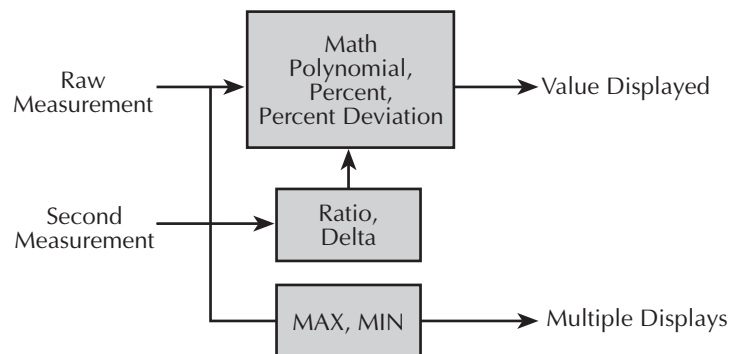 Math
Polynomial,
Percent,
Percent Deviation
Raw
Measurement
Value Displayed
Second
Measurement
Ratio,
Delta
MAX, MIN
Multiple Displays